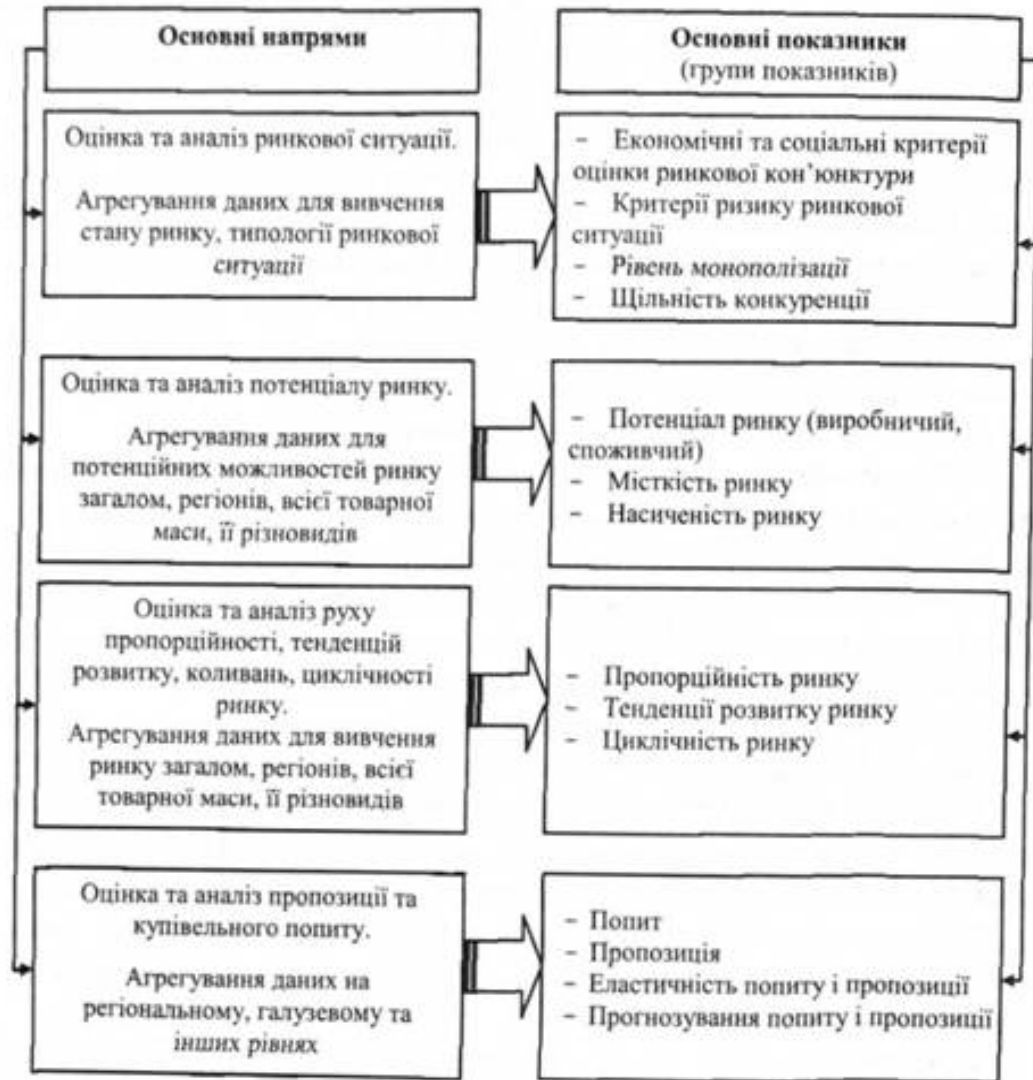 Основні напрями
Основні показники
(групи показників)
Оцінка та аналіз ринкової ситуації.
Агрегування даних для вивчення
стану ринку, типології ринкової
ситуації
– Економічні та соціальні критерії
оцінки ринкової кон’юнктури
– Критерії ризику ринкової
ситуації
– Рівень монополізації
– Щільність конкуренції
Оцінка та аналіз потенціалу ринку.
Агрегування даних для
потенційних можливостей ринку
загалом, регіонів, всієї товарної
маси, її різновидів
– Потенціал ринку (виробничий,
споживчий)
– Місткість ринку
– Насиченість ринку
Оцінка та аналіз руху
пропорційності, тенденцій
розвитку, коливань, циклічності
ринку.
Агрегування даних для вивчення
ринку загалом, регіонів, всієї
товарної маси, її різновидів
– Пропорційність ринку
– Тенденції розвитку ринку
– Циклічність ринку
Оцінка та аналіз пропозиції та
купівельного попиту.
Агрегування даних на
регіональному, галузевому та
інших рівнях
– Попит
– Пропозиція
– Еластичність попиту і пропозиції
– Прогнозування попиту і пропозиції